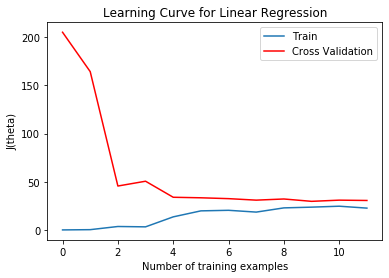 Learning Curve for Linear Regression
Train
Cross Validation
200
150
100
50
0
J(theta)
0 2 4 6 8 10
Number of training examples